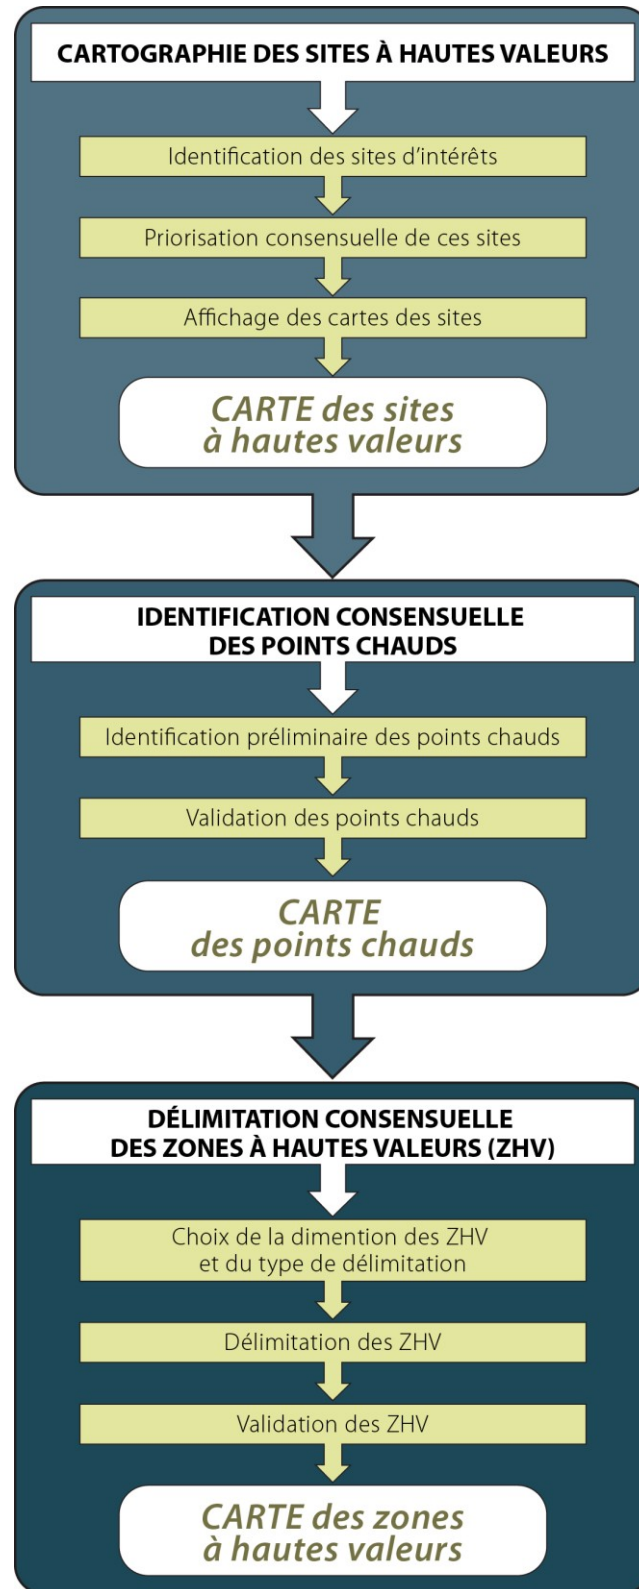 CARTOGRAPHIE DES SITES À HAUTES VALEURS
Identification des sites d'intérêts
Priorisation consensuelle de ces sites
Affichage des cartes des sites
CARTE des sites
à hautes valeurs
IDENTIFICATION CONSENSUELLE
DES POINTS CHAUDS
Identification préliminaire des points chauds
Validation des points chauds
CARTE
des points chauds
DÉLIMITATION CONSENSUELLE
DES ZONES À HAUTES VALEURS (ZHV)
Choix de la dimention des ZHV
et du type de délimitation
Délimitation des ZHV
Validation des ZHV
CARTE des zones
à hautes valeurs